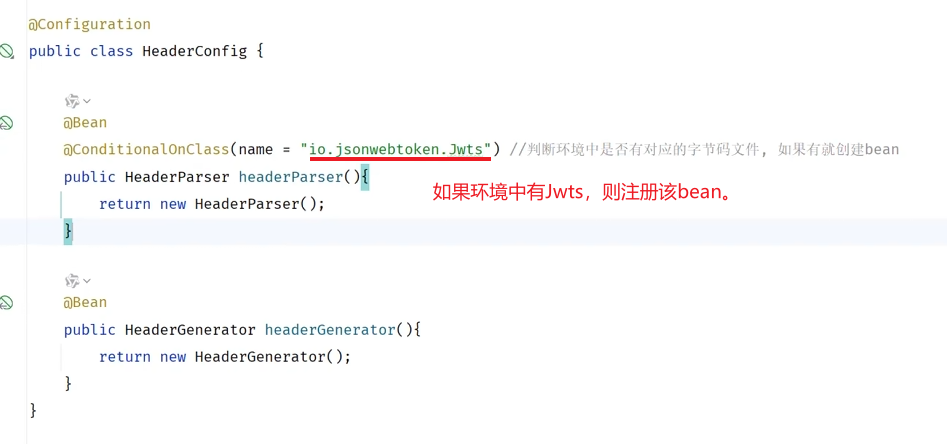 @Configuration
public class HeaderConfig {
@Bean
@ConditionalOnClass(name = "io.jsonwebtoken.Jwts") //判断环境中是否有对应的字节码文件, 如果有就创建bean
public HeaderParser headerParser(){
return new HeaderParser();
如果环境中有Jwts，则注册该bean。
}
@Bean
public HeaderGenerator headerGenerator(){
return new HeaderGenerator();
}
}